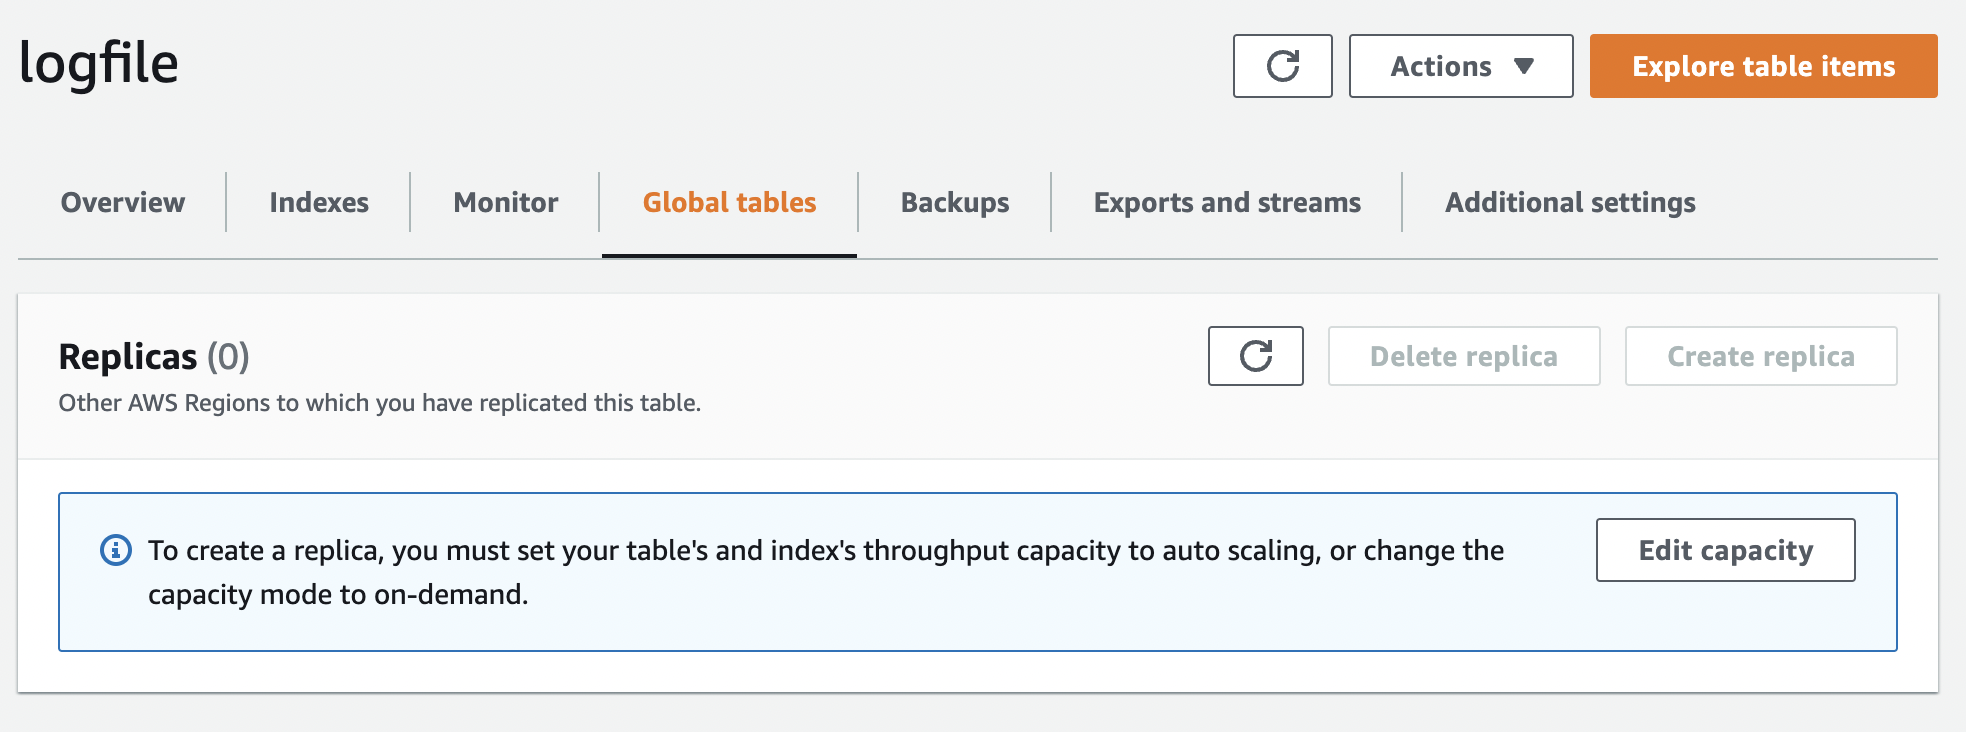 logfile
Actions
Explore table items
Overview
Indexes
Monitor
Global tables
Backups
Exports and streams
Additional settings
Replicas (0)
Delete replica
Create replica
Other AWS Regions to which you have replicated this table.
To create a replica, you must set your table's and index's throughput capacity to auto scaling, or change the
capacity mode to on-demand.
Edit capacity